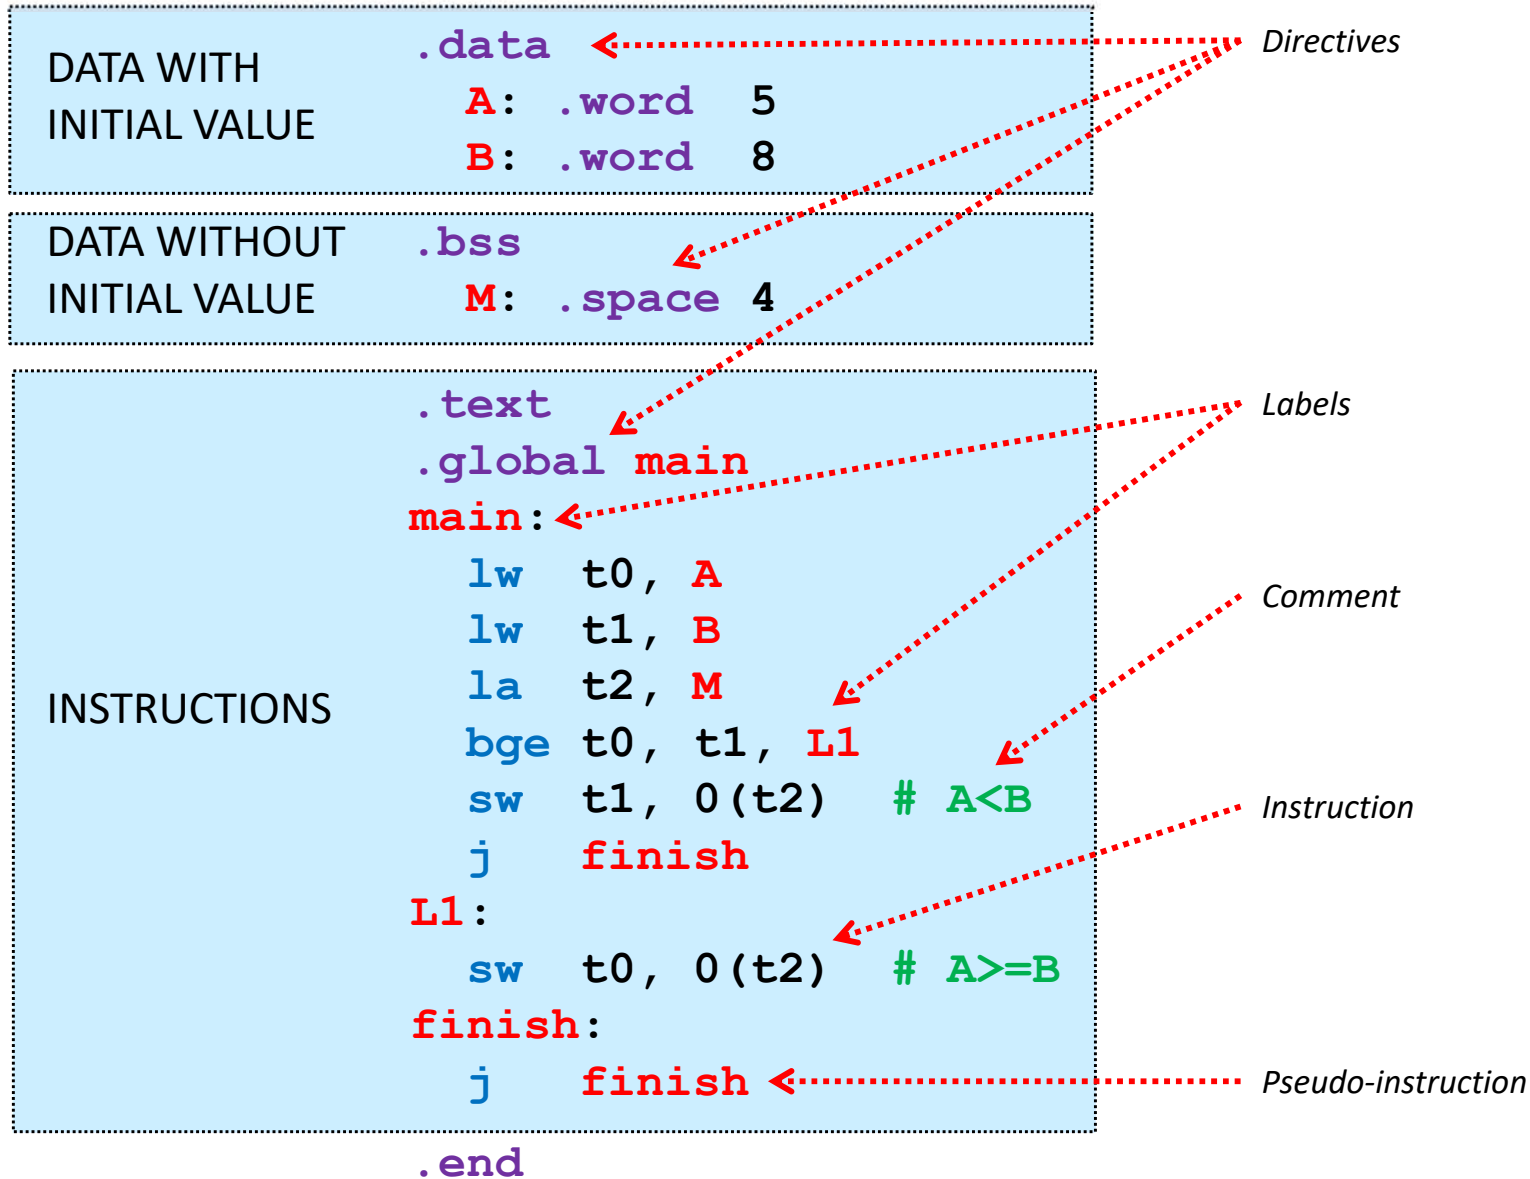 DATA WITH
INITIAL VALUE
.data
A: .word 5
B: .word 8
DATA WITHOUT
INITIAL VALUE
.bss
M: .space 4
INSTRUCTIONS
.text
.global main
main:
lw t0, A
lw t1, B
la t2, M
bge t0, t1, L1
sw t1, 0(t2) # A<B
j finish
L1:
sw t0, 0(t2) # A>=B
finish:
j finish
.end
Directives
Labels
Comment
Instruction
Pseudo-instruction